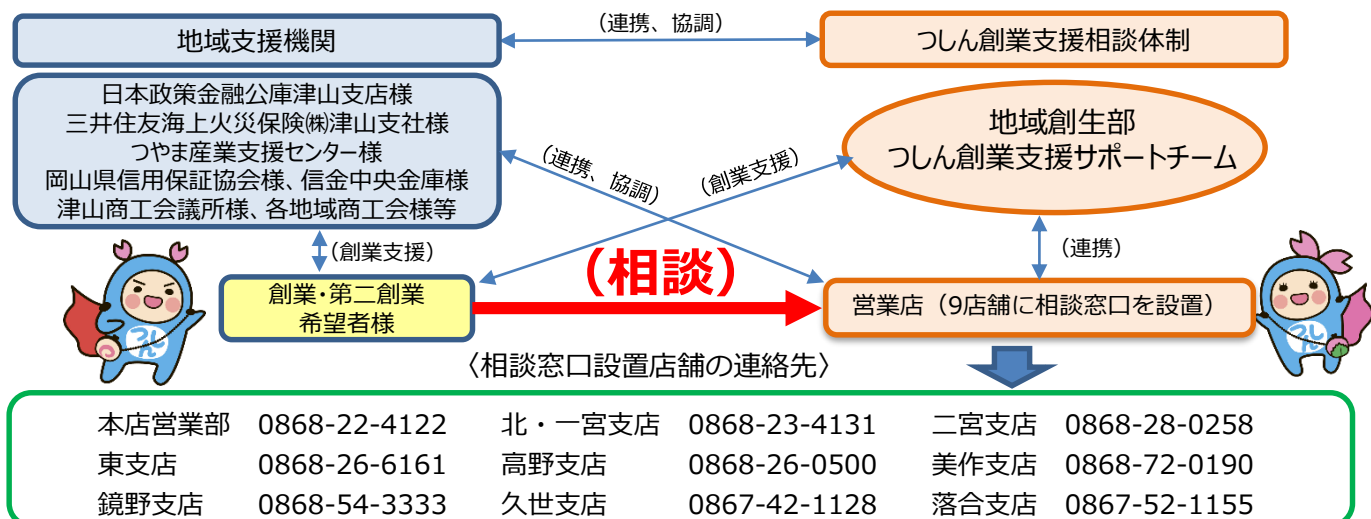 地域支援機関
(連携、協調)
つしん創業支援相談体制
日本政策金融公庫津山支店様
三井住友海上火災保険㈱津山支社様
つやま産業支援センター様
岡山県信用保証協会様、信金中央金庫様
津山商工会議所様、各地域商工会様等
(連携、協調)
(創業支援)
地域創生部
つしん創業支援サポートチーム
(創業支援)
(連携)
創業・第二創業
希望者様
(相談)
営業店(9店舗に相談窓口を設置)
つしん
つしん
〈相談窓口設置店舗の連絡先〉
本店営業部 0868-22-4122 北・一宮支店 0868-23-4131 二宮支店 0868-28-0258
東支店 0868-26-6161 高野支店 0868-26-0500 美作支店 0868-72-0190
鏡野支店 0868-54-3333 久世支店 0867-42-1128 落合支店 0867-52-1155